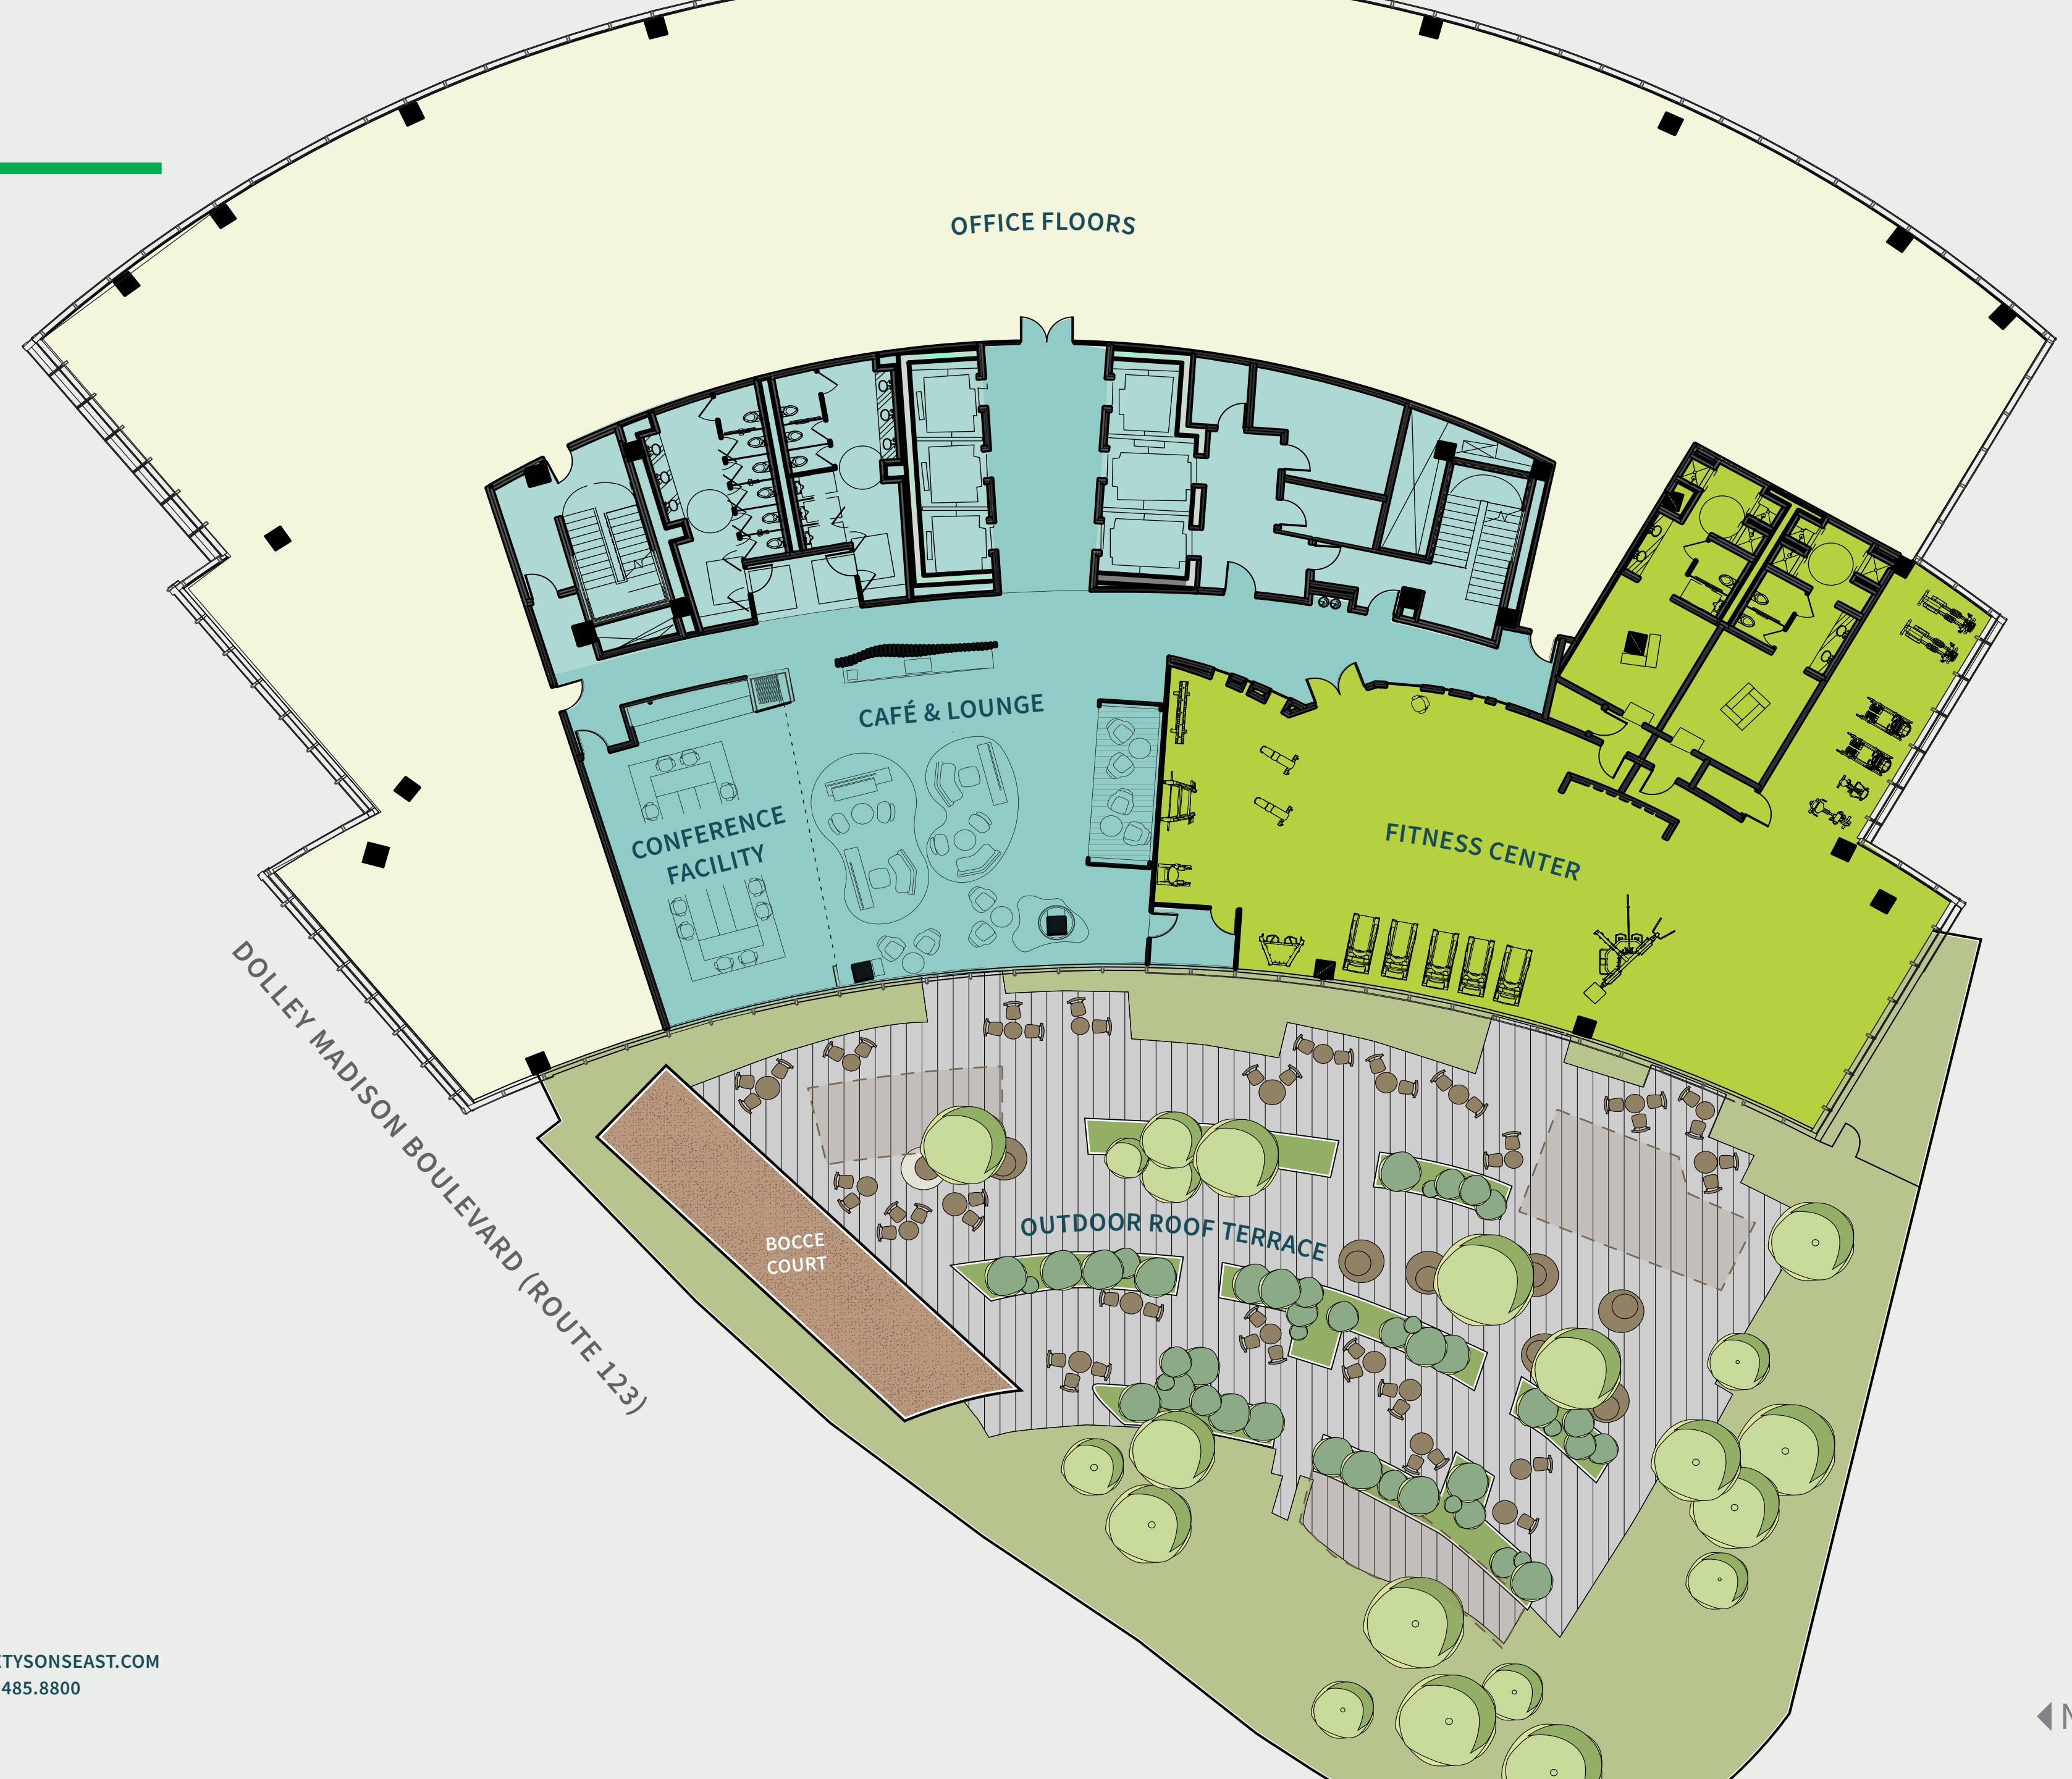 OFFICE FLOORS
CAFÉ & LOUNGE
CONFERENCE
FACILITY
FITNESS CENTER
DOLLEY MADISON BOULEVARD (ROUTE 123)
OUTDOOR ROOF TERRACE
BOCCE
COURT
ETYSONSEAST.COM
485.8800
N